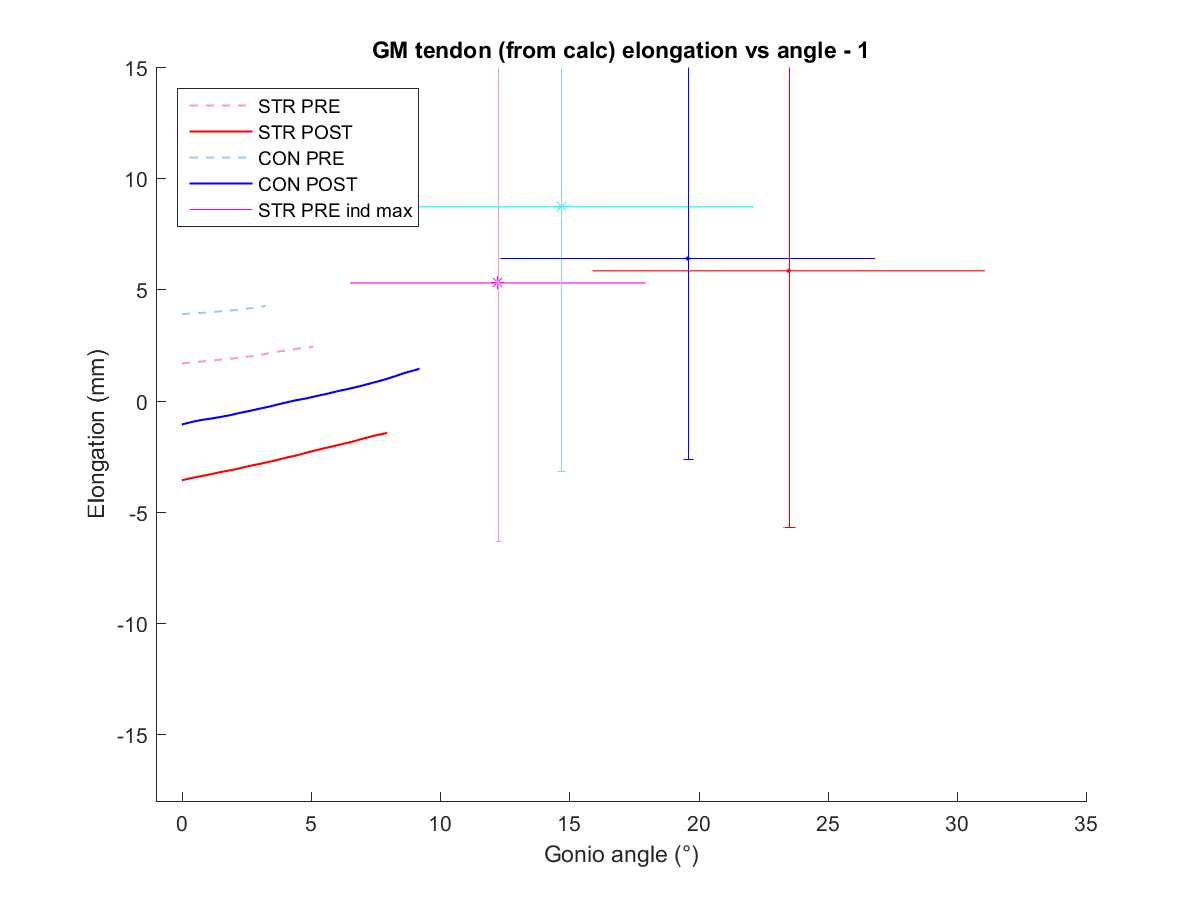 GM tendon (from calc) elongation vs angle - 1
15
10
5
0
-5
-10
-15
Elongation (mm)
STR PRE
STR POST
CON PRE
CON POST
STR PRE ind max
0 5 10 15 20 25 30 35
Gonio angle (°)